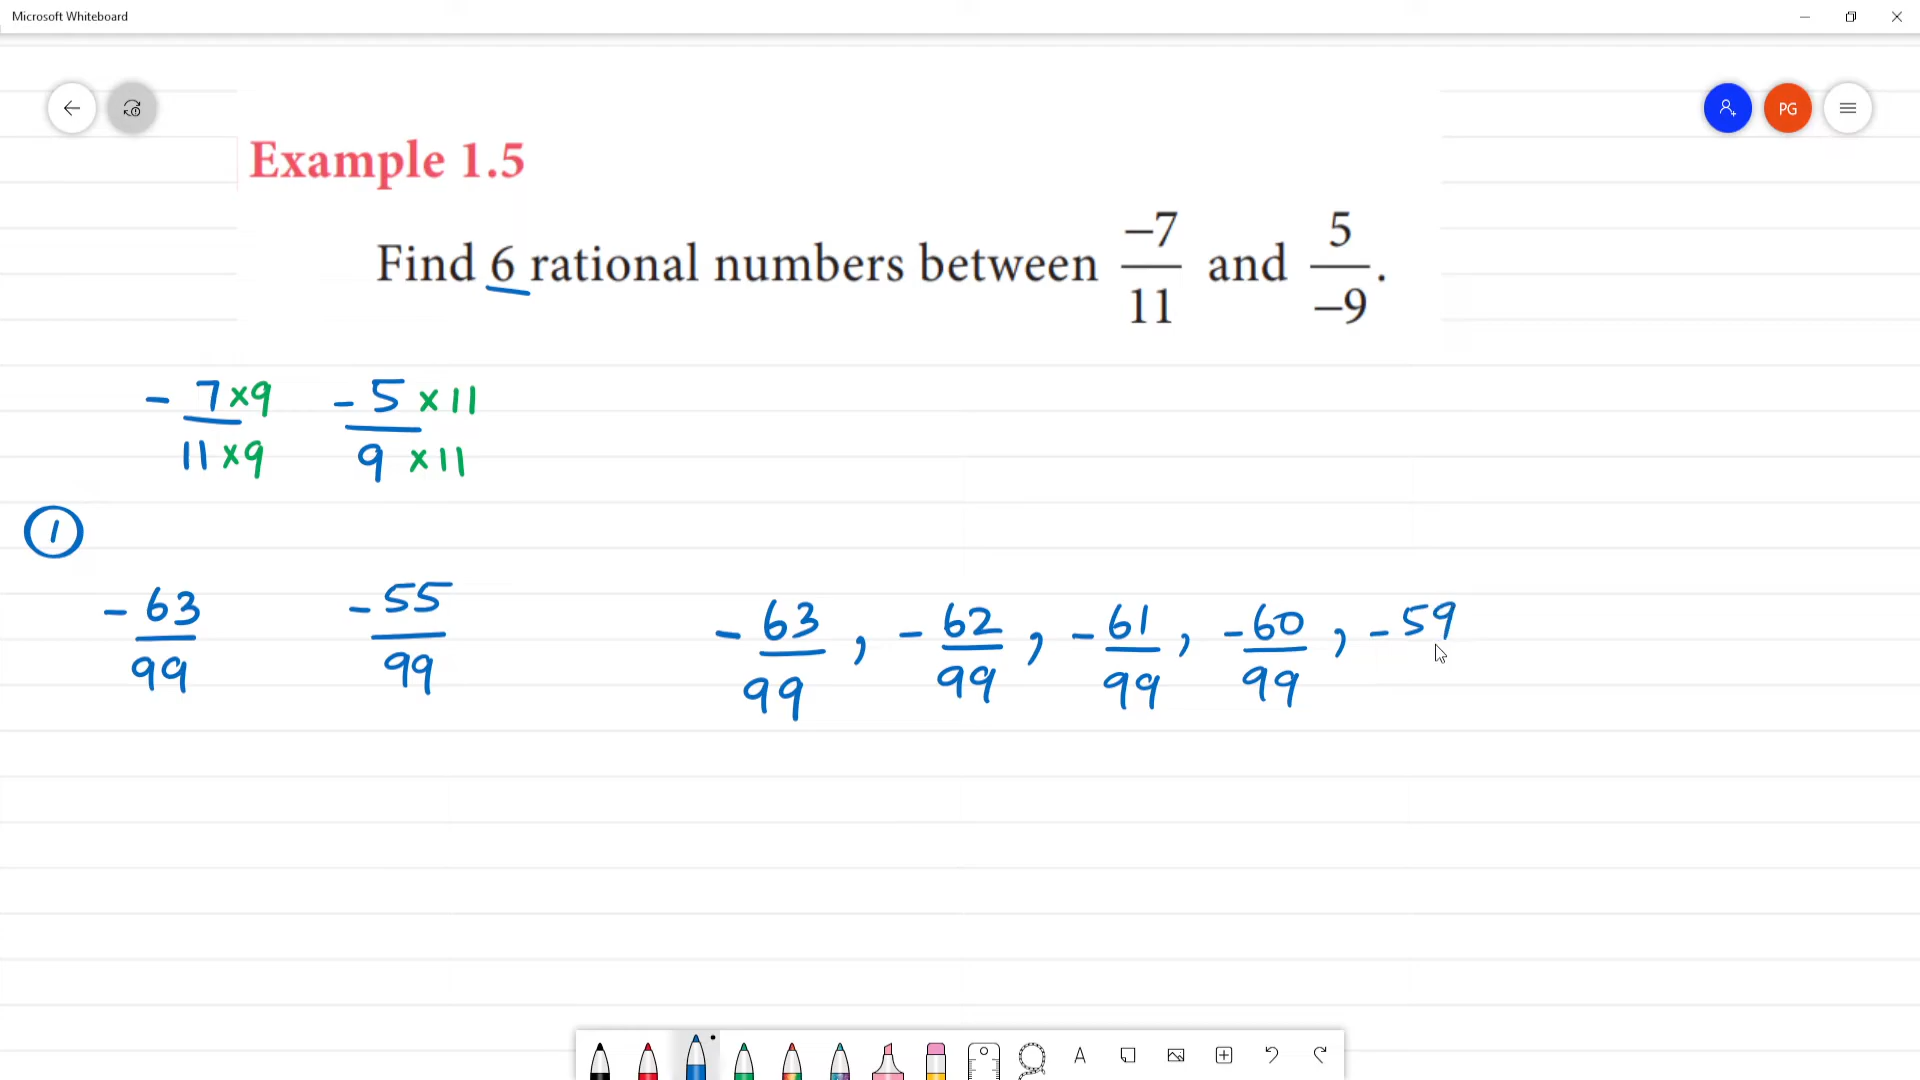 Microsoft Whiteboard
PG
Example 1.5
Find 6 rational numbers between –7/11 and 5/–9.
- 7×9/11×9 - 5×11/9×11
1
- 63/99 - 55/99 - 63/99 , - 62/99 , - 61/99 , - 60/99 , - 59
A